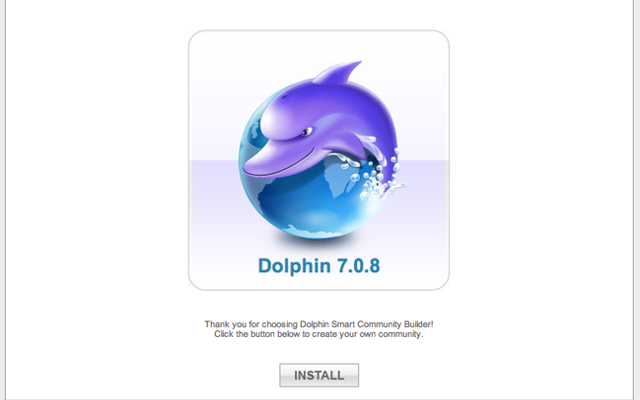 Dolphin 7.0.8
Thank you for choosing Dolphin Smart Community Builder!
Click the button below to create your own community.
INSTALL